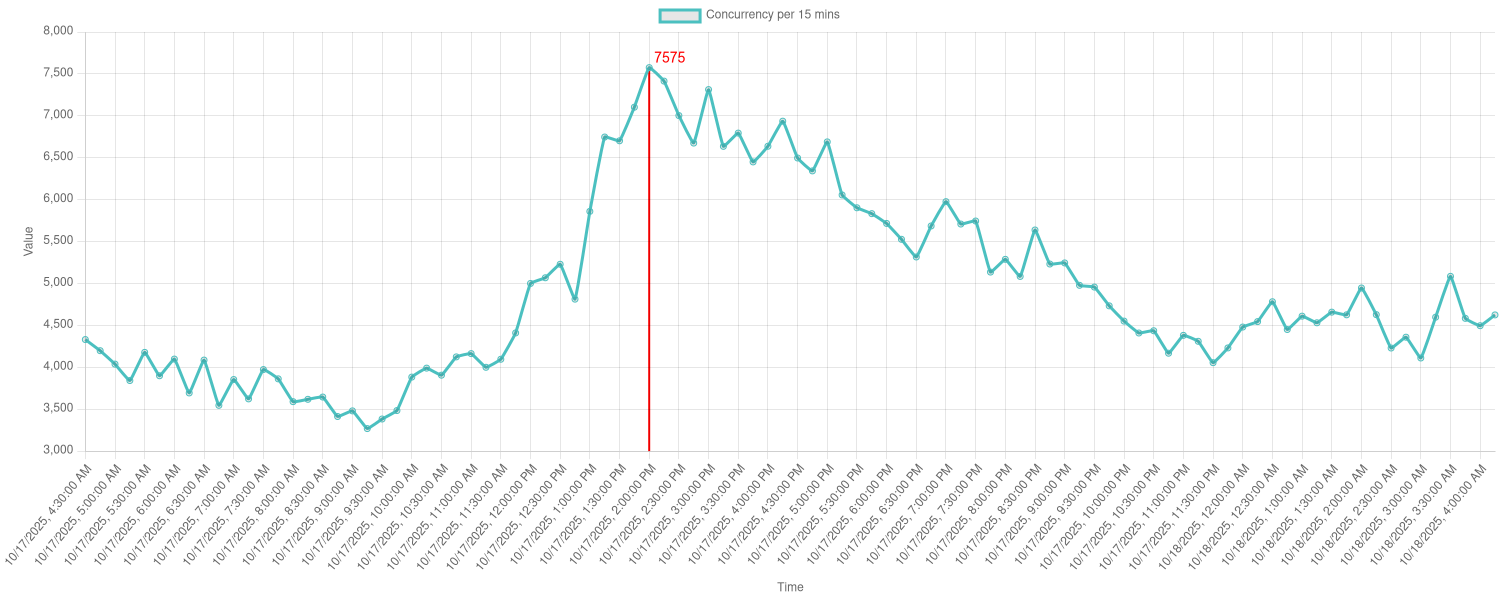 Concurrency per 15 mins
8,000
7,500
7,000
6,500
6,000
5,500
5,000
4,500
4,000
3,500
3,000
Value
7575
10/17/2025, 4:30:00 AM
10/17/2025, 5:00:00 AM
10/17/2025, 5:30:00 AM
10/17/2025, 6:00:00 AM
10/17/2025, 6:30:00 AM
10/17/2025, 7:00:00 AM
10/17/2025, 7:30:00 AM
10/17/2025, 8:00:00 AM
10/17/2025, 8:30:00 AM
10/17/2025, 9:00:00 AM
10/17/2025, 9:30:00 AM
10/17/2025, 10:00:00 AM
10/17/2025, 10:30:00 AM
10/17/2025, 11:00:00 AM
10/17/2025, 11:30:00 AM
10/17/2025, 12:00:00 PM
10/17/2025, 12:30:00 PM
10/17/2025, 1:00:00 PM
10/17/2025, 1:30:00 PM
10/17/2025, 2:00:00 PM
10/17/2025, 2:30:00 PM
10/17/2025, 3:00:00 PM
10/17/2025, 3:30:00 PM
10/17/2025, 4:00:00 PM
10/17/2025, 4:30:00 PM
10/17/2025, 5:00:00 PM
10/17/2025, 5:30:00 PM
10/17/2025, 6:00:00 PM
10/17/2025, 6:30:00 PM
10/17/2025, 7:00:00 PM
10/17/2025, 7:30:00 PM
10/17/2025, 8:00:00 PM
10/17/2025, 8:30:00 PM
10/17/2025, 9:00:00 PM
10/17/2025, 9:30:00 PM
10/17/2025, 10:00:00 PM
10/17/2025, 10:30:00 PM
10/17/2025, 11:00:00 PM
10/17/2025, 11:30:00 PM
10/18/2025, 12:00:00 AM
10/18/2025, 12:30:00 AM
10/18/2025, 1:00:00 AM
10/18/2025, 1:30:00 AM
10/18/2025, 2:00:00 AM
10/18/2025, 2:30:00 AM
10/18/2025, 3:00:00 AM
10/18/2025, 3:30:00 AM
10/18/2025, 4:00:00 AM
Time